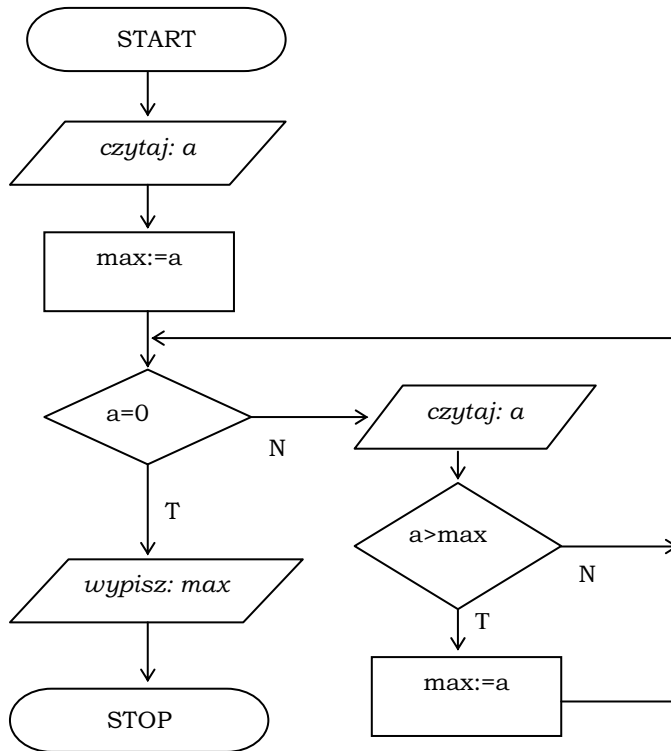 START
czytaj: a
max:=a
a=0
N
T
wypisz: max
STOP
czytaj: a
a>max
N
T
max:=a